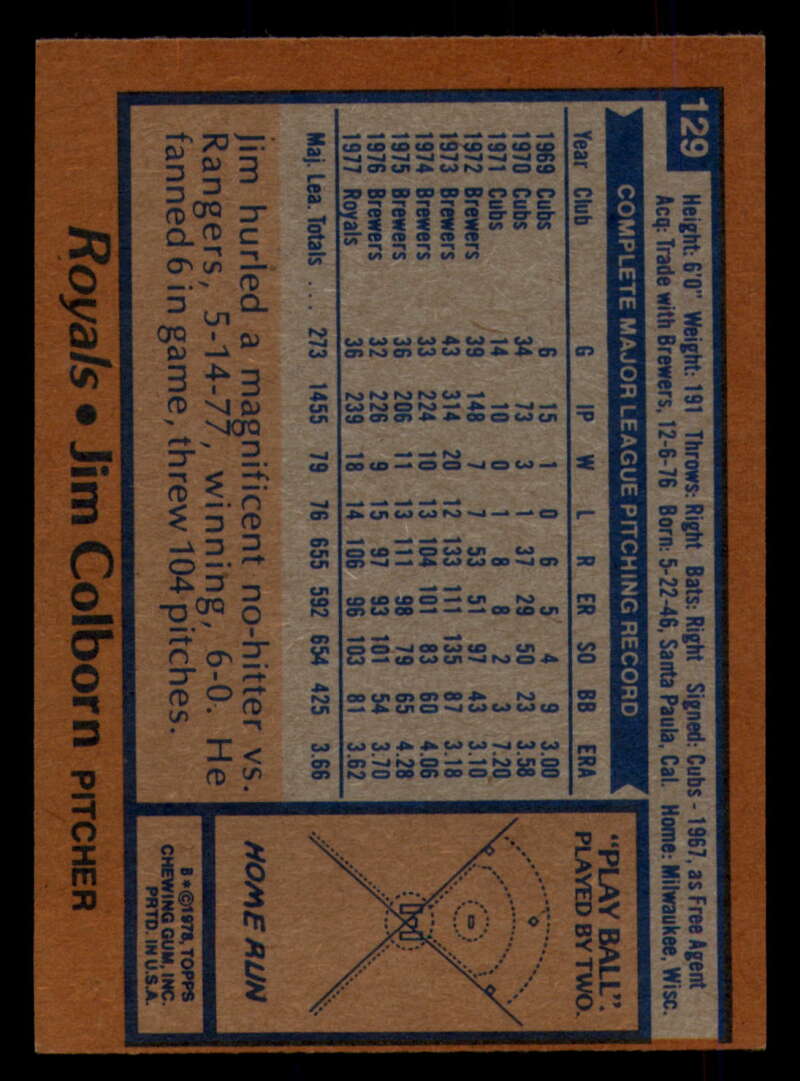 129
Height: 6'0" Weight: 191 Throws: Right Bats: Right Signed: Cubs - 1967, as Free Agent
Acq: Trade with Brewers, 12-6-76 Born: 5-22-46, Santa Paula, Cal. Home: Milwaukee, Wisc.
COMPLETE MAJOR LEAGUE PITCHING RECORD
Year Club G IP W L R ER SO BB ERA
1969 Cubs 6 15 1 0 6 5 4 9 3.00
1970 Cubs 34 73 3 1 37 29 50 23 3.58
1971 Cubs 14 10 0 1 8 8 2 3 7.20
1972 Brewers 39 148 7 7 53 51 97 43 3.10
1973 Brewers 43 314 20 12 133 111 135 87 3.18
1974 Brewers 33 224 10 13 104 101 83 60 4.06
1975 Brewers 36 206 11 13 111 98 79 65 4.28
1976 Brewers 32 226 9 15 97 93 101 54 3.70
1977 Royals 36 239 18 14 106 96 103 81 3.62
Maj. Lea. Totals .... 273 1455 79 76 655 592 654 425 3.66
Jim hurled a magnificent no-hitter vs.
Rangers, 5-14-77, winning, 6-0. He
fanned 6 in game, threw 104 pitches.
"PLAY BALL".
PLAYED BY TWO.
HOME RUN
B*©1978, TOPPS
CHEWING GUM, INC.
PRTD. IN U.S.A.
Royals • Jim Colborn PITCHER